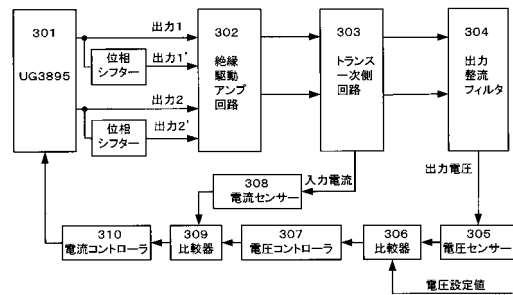 301
UG3895
出力1
位相
シフター
出力1'
出力2
位相
シフター
出力2'
302
絶縁
駆動
アンプ
回路
303
トランス
一次側
回路
304
出力
整流
フィルタ
入力電流
出力電圧
308
電流センサー
310
電流コントローラ
309
比較器
307
電圧コントローラ
306
比較器
305
電圧センサー
電圧設定値